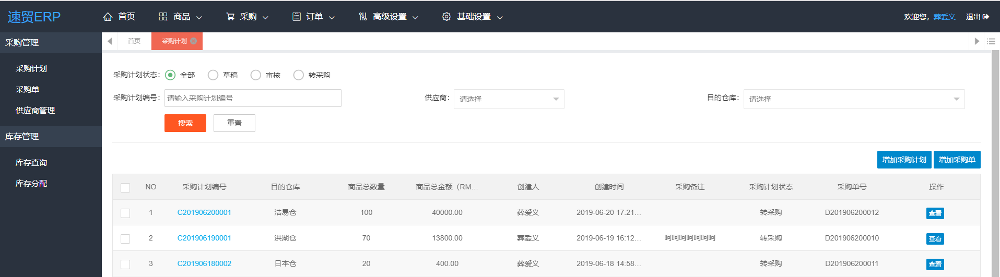 速贸ERP 首页 商品 采购 订单 高级设置 基础设置 欢迎您，葬爱义 退出
采购管理
采购计划
采购单
供应商管理
库存管理
库存查询
库存分配
首页 采购计划
采购计划状态： 全部 草稿 审核 转采购
采购计划编号： 请输入采购计划编号 供应商： 请选择 目的仓库： 请选择
搜索 重置
增加采购计划 增加采购单
NO 采购计划编号 目的仓库 商品总数量 商品总金额（RM... 创建人 创建时间 采购备注 采购计划状态 采购单号 操作
1 C201906200001 浩易仓 100 40000.00 葬爱义 2019-06-20 17:21... 转采购 D201906200012 查看
2 C201906190001 洪湖仓 70 13800.00 葬爱义 2019-06-19 16:12... 呵呵呵呵呵呵呵 转采购 D201906200010 查看
3 C201906180002 日本仓 20 400.00 葬爱义 2019-06-18 14:58... 转采购 D201906200011 查看